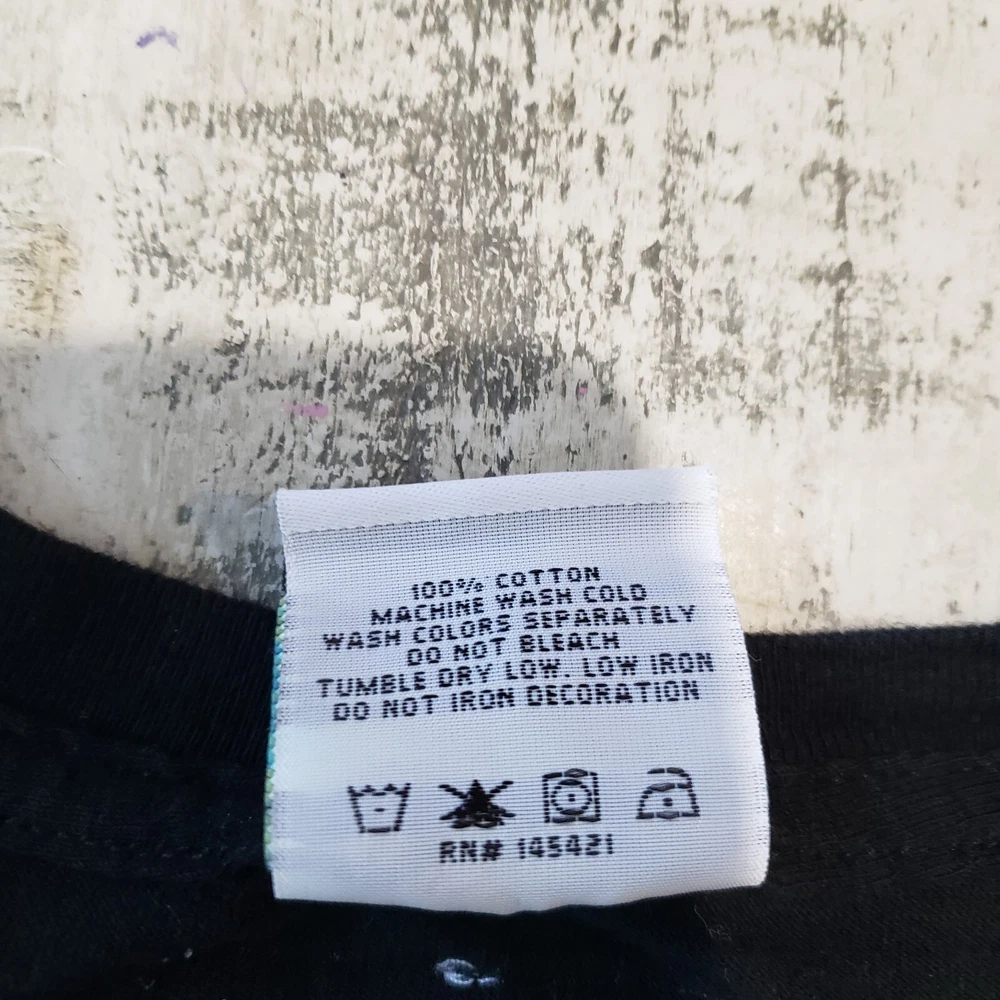 100% COTTON
MACHINE WASH COLD
WASH COLORS SEPARATELY
DO NOT BLEACH
TUMBLE DRY LOW. LOW IRON
DO NOT IRON DECORATION
RN# 145421